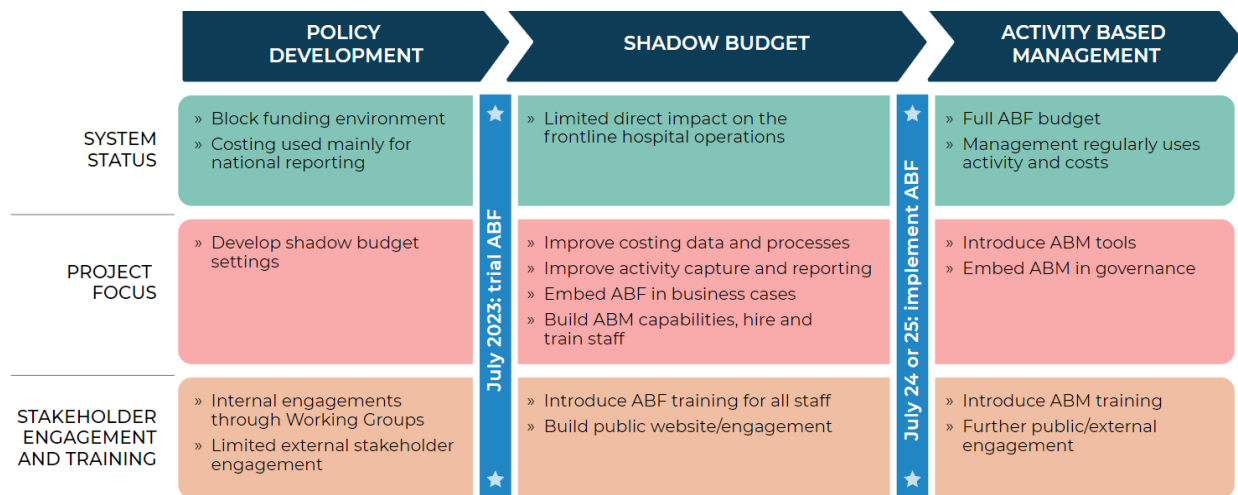 POLICY
DEVELOPMENT
SHADOW BUDGET
ACTIVITY BASED
MANAGEMENT
SYSTEM
STATUS
» Block funding environment
» Costing used mainly for
national reporting
» Limited direct impact on the
frontline hospital operations
» Full ABF budget
» Management regularly uses
activity and costs
PROJECT
FOCUS
» Develop shadow budget
settings
» Improve costing data and processes
» Improve activity capture and reporting
» Embed ABF in business cases
» Build ABM capabilities, hire and
train staff
» Introduce ABM tools
» Embed ABM in governance
STAKEHOLDER
ENGAGEMENT
AND TRAINING
» Internal engagements
through Working Groups
» Limited external stakeholder
engagement
» Introduce ABF training for all staff
» Build public website/engagement
» Introduce ABM training
» Further public/external
engagement
July 2023: trial ABF
July 24 or 25: implement ABF